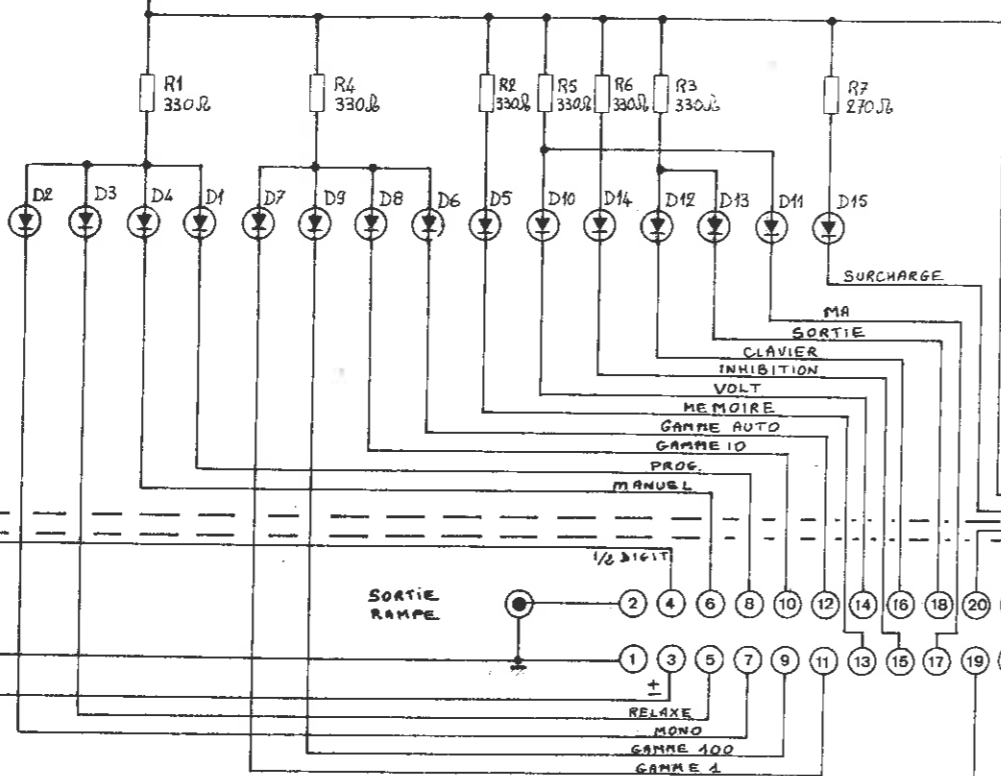 R1 R4 R2 R5 R6 R3 R7
330Ω 330Ω 330Ω 330Ω 330Ω 330Ω 270Ω
D2 D3 D4 D1 D7 D9 D8 D6 D5 D10 D14 D12 D13 D11 D15
SURCHARGE
MA
SORTIE
CLAVIER
INHIBITION
VOLT
MEMOIRE
GAMME AUTO
GAMME 10
PROG.
MANUEL
1/2 DIGIT
SORTIE
RAMPE
2 4 6 8 10 12 14 16 18 20
1 3 5 7 9 11 13 15 17 19
±
RELAXE
MONO
GAMME 100
GAMME 1